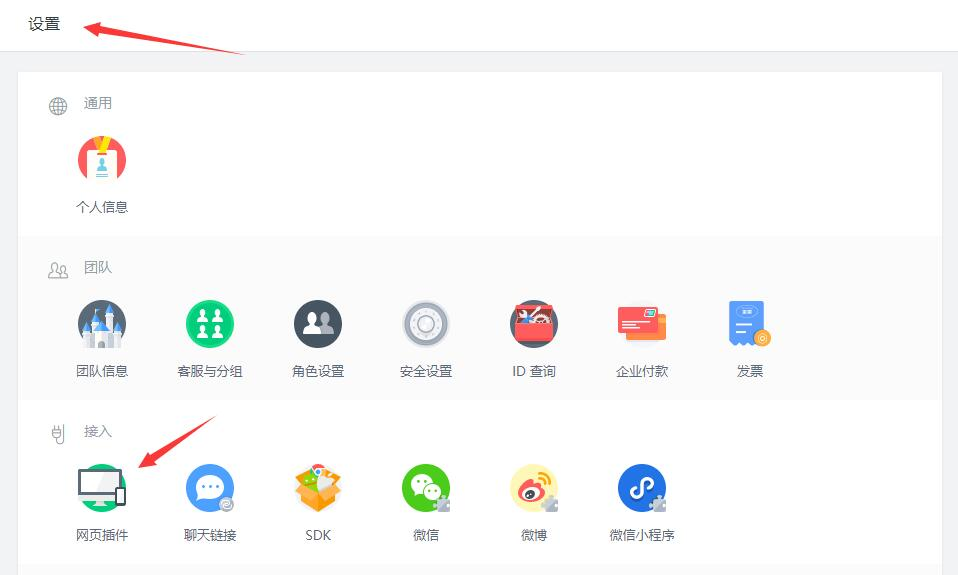 设置
通用
个人信息
团队
团队信息 客服与分组 角色设置 安全设置 ID 查询 企业付款 发票
接入
网页插件 聊天链接 SDK 微信 微博 微信小程序